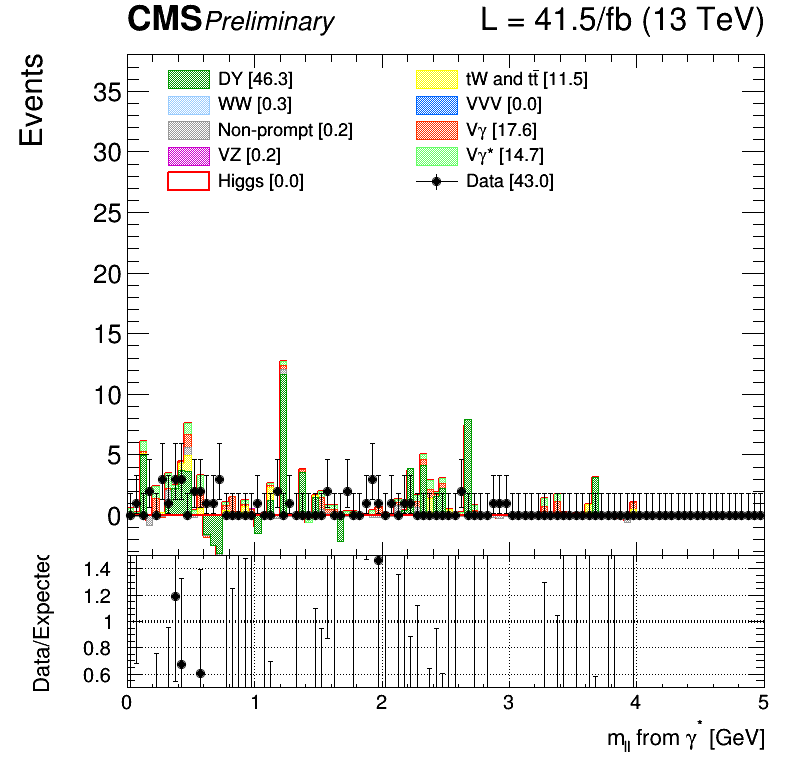 CMS Preliminary L = 41.5/fb (13 TeV)
Events
DY [46.3] tW and tt̄ [11.5]
WW [0.3] VVV [0.0]
Non-prompt [0.2] Vγ [17.6]
VZ [0.2] Vγ* [14.7]
Higgs [0.0] Data [43.0]
35
30
25
20
15
10
5
0
Data/Expected
1.4
1.2
1
0.8
0.6
0 1 2 3 4 5
m_ll from γ* [GeV]